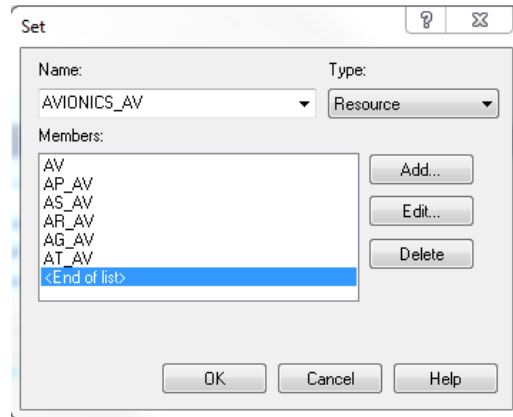 Set
Name:
Type:
AVIONICS_AV
Resource
Members:
AV
AP_AV
AS_AV
AR_AV
AG_AV
AT_AV
<End of list>
Add...
Edit...
Delete
OK
Cancel
Help